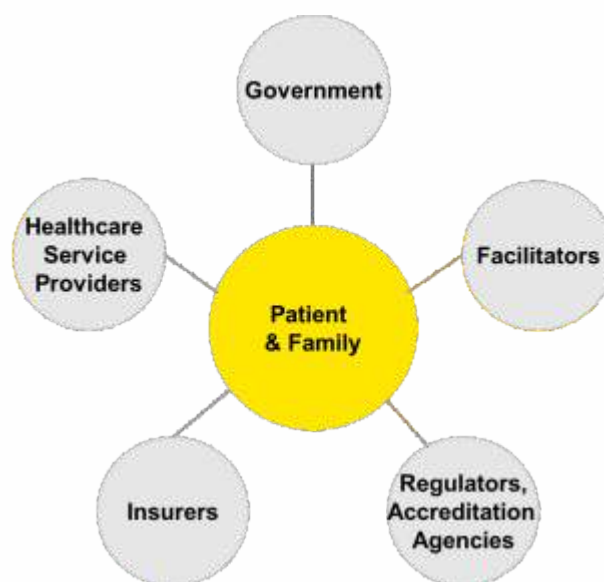 Government
Healthcare
Service
Providers
Facilitators
Patient
& Family
Insurers
Regulators,
Accreditation
Agencies